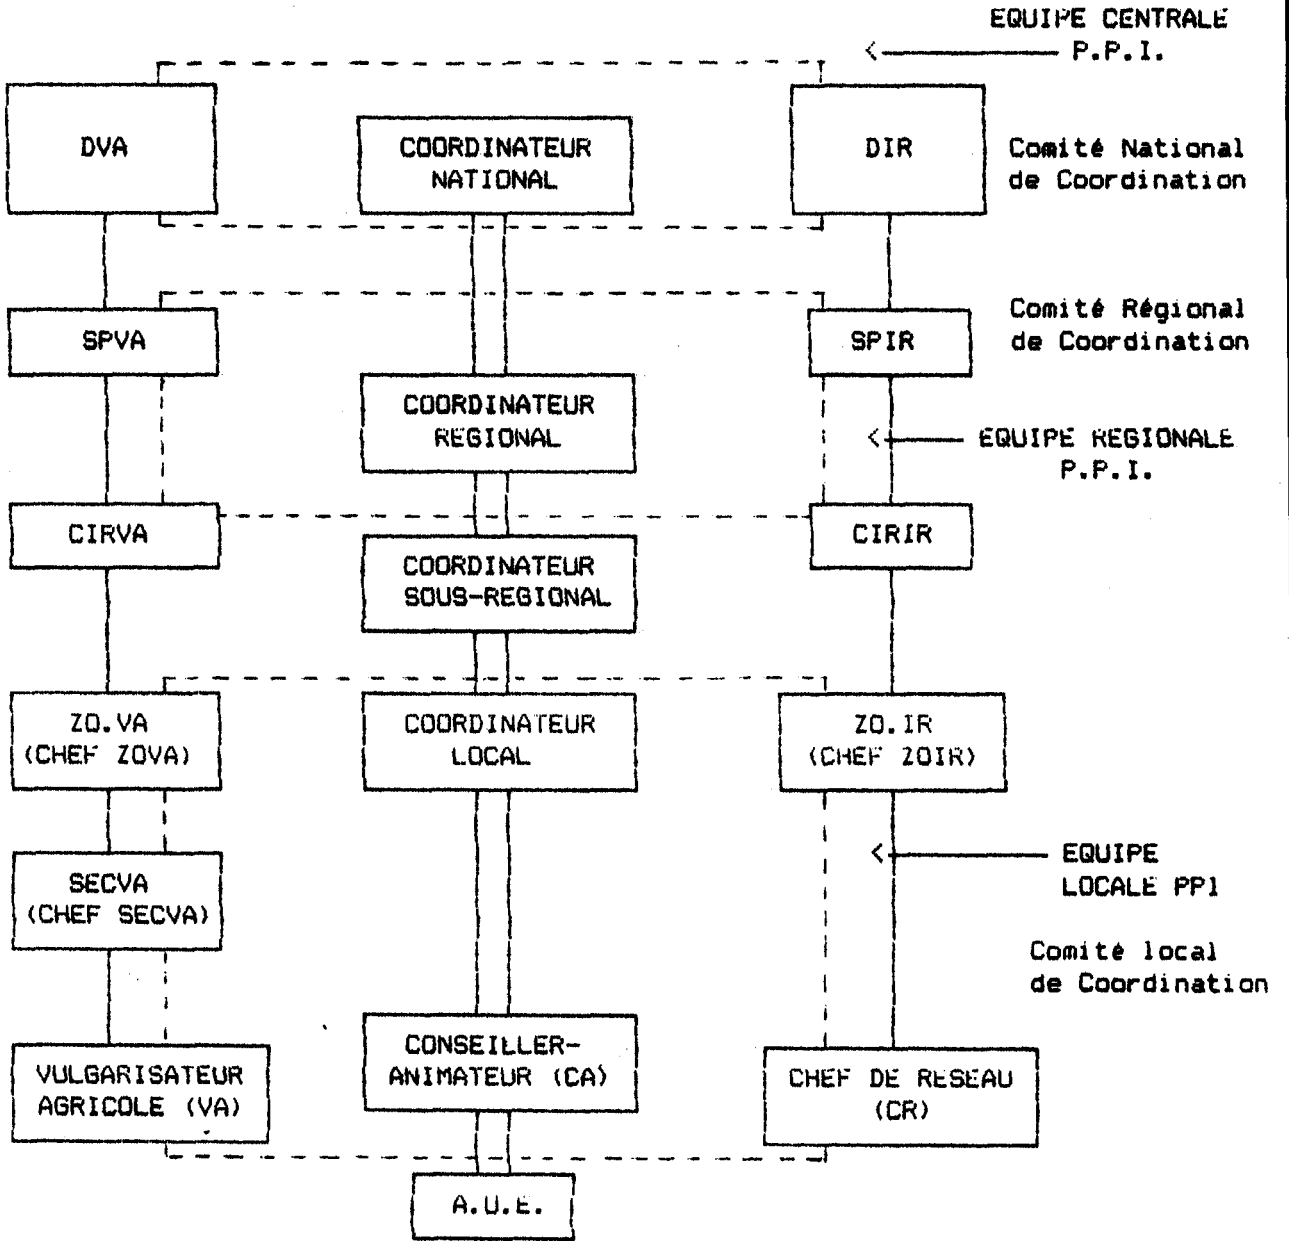 EQUIPE CENTRALE
P.P.I.
DVA
COORDINATEUR
NATIONAL
DIR
Comité National
de Coordination
SPVA
SPIR
Comité Régional
de Coordination
COORDINATEUR
REGIONAL
EQUIPE REGIONALE
P.P.I.
CIRVA
CIRIR
COORDINATEUR
SOUS-REGIONAL
ZO.VA
(CHEF ZOVA)
COORDINATEUR
LOCAL
ZO.IR
(CHEF ZOIR)
SECVA
(CHEF SECVA)
EQUIPE
LOCALE PP1
Comité local
de Coordination
VULGARISATEUR
AGRICOLE (VA)
CONSEILLER-
ANIMATEUR (CA)
CHEF DE RESEAU
(CR)
A.U.E.